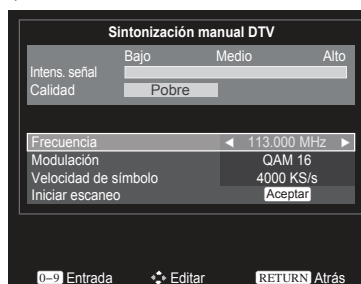 Sintonización manual DTV
Bajo Medio Alto
Intens. señal
Calidad Pobre
Frecuencia 113.000 MHz
Modulación QAM 16
Velocidad de símbolo 4000 KS/s
Iniciar escaneo Aceptar
0–9 Entrada Editar RETURN Atrás